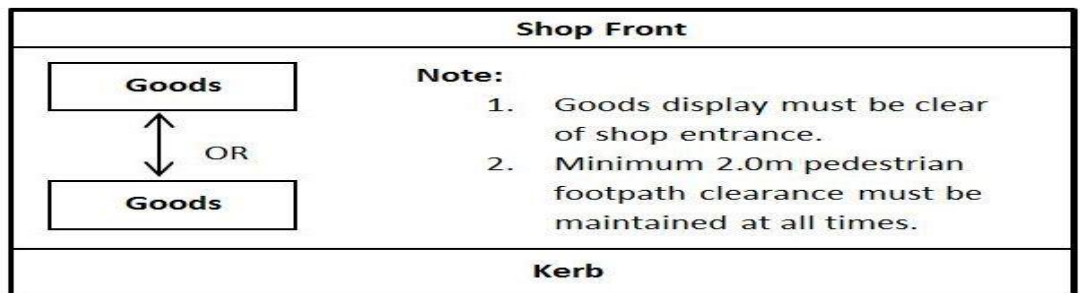 Shop Front
Goods
OR
Goods
Note:
1. Goods display must be clear
of shop entrance.
2. Minimum 2.0m pedestrian
footpath clearance must be
maintained at all times.
Kerb